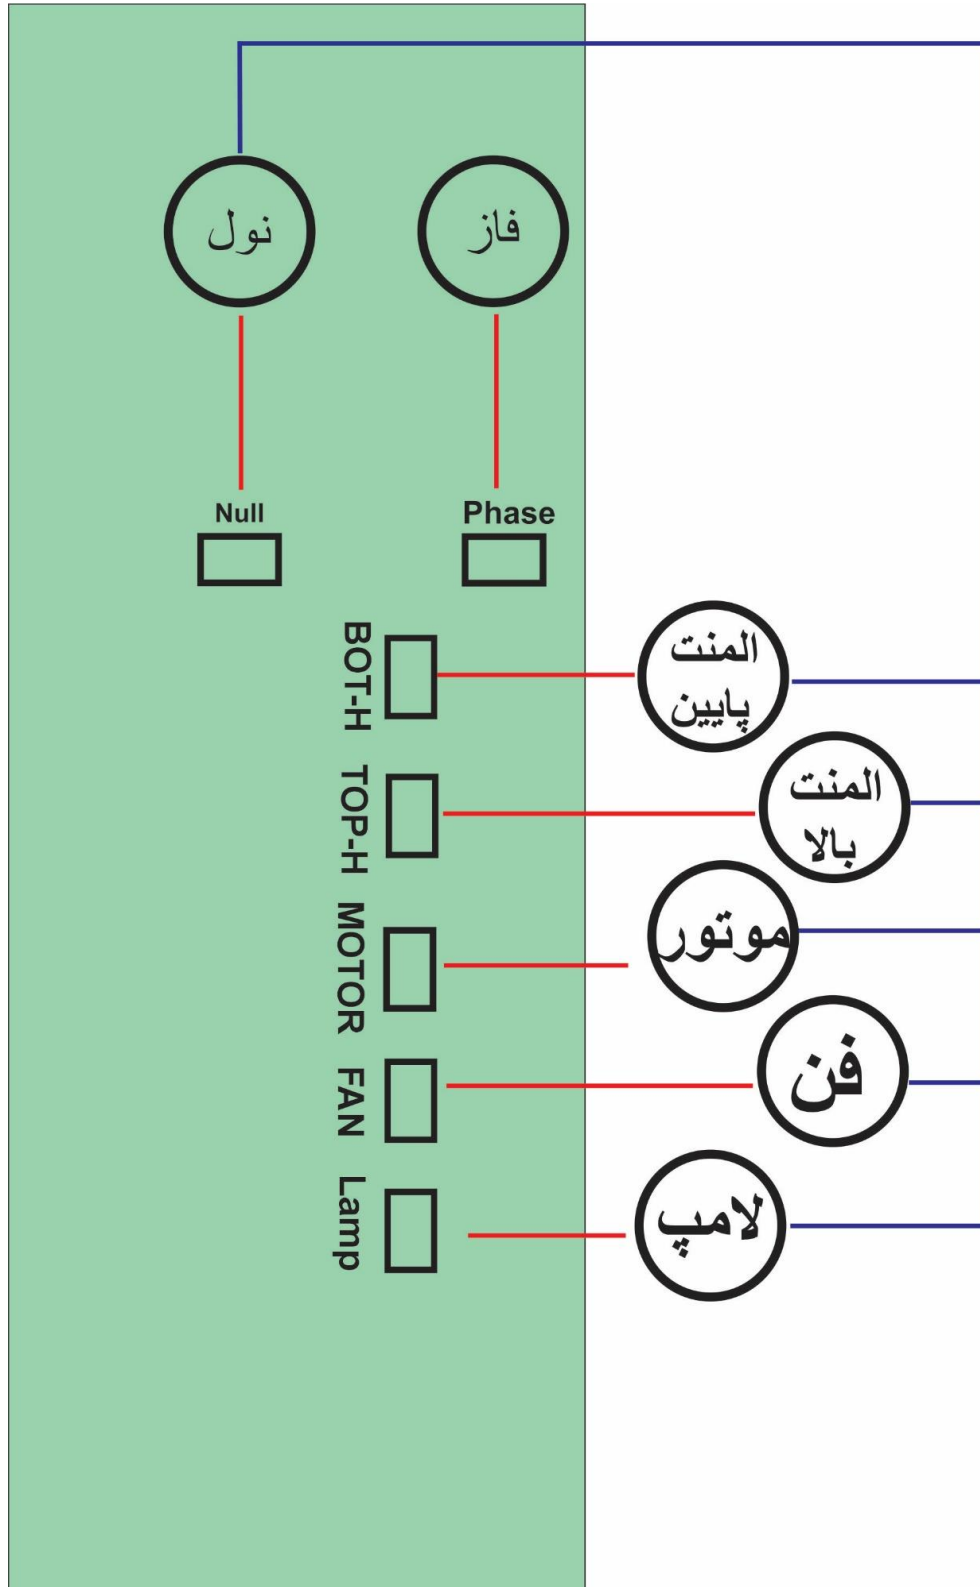 نول
فاز
Null
Phase
BOT-H
المنت
پایین
TOP-H
المنت
بالا
MOTOR
موتور
FAN
فن
Lamp
لامپ